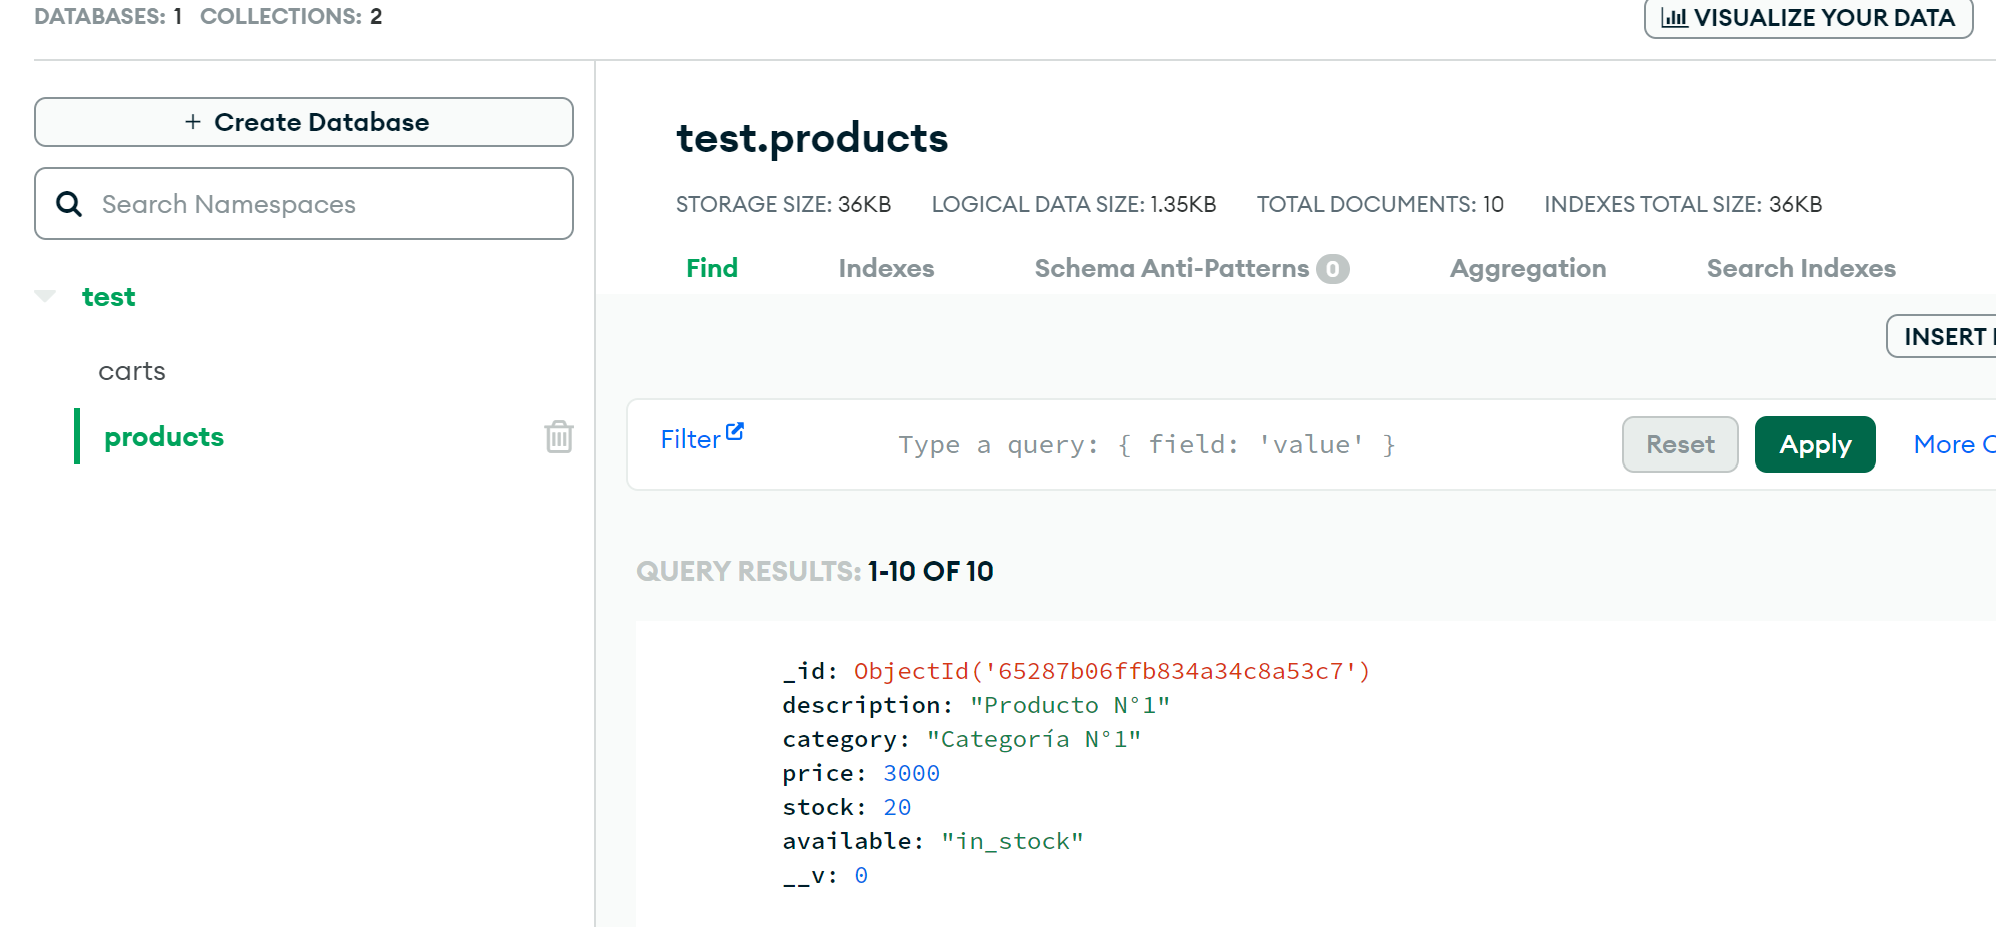 DATABASES: 1 COLLECTIONS: 2
VISUALIZE YOUR DATA
+ Create Database
Search Namespaces
test
carts
products
test.products
STORAGE SIZE: 36KB LOGICAL DATA SIZE: 1.35KB TOTAL DOCUMENTS: 10 INDEXES TOTAL SIZE: 36KB
Find Indexes Schema Anti-Patterns 0 Aggregation Search Indexes
INSERT
Filter Type a query: { field: 'value' } Reset Apply More
QUERY RESULTS: 1-10 OF 10
_id: ObjectId('65287b06ffb834a34c8a53c7')
description: "Producto N°1"
category: "Categoría N°1"
price: 3000
stock: 20
available: "in_stock"
__v: 0